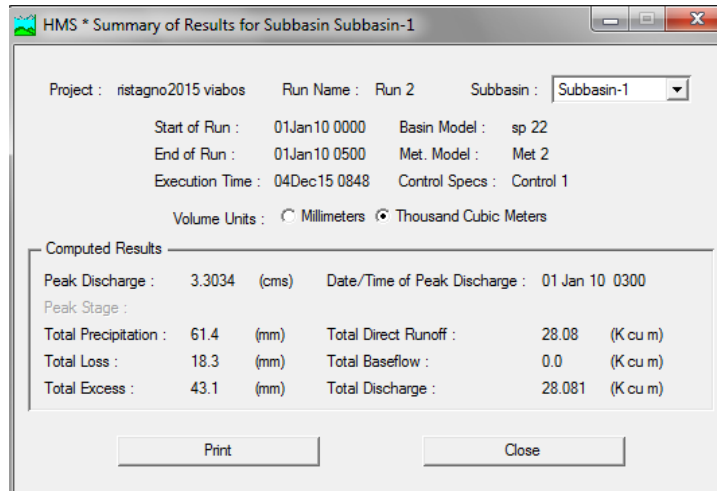 HMS * Summary of Results for Subbasin Subbasin-1
Project : ristagno2015 viabos Run Name : Run 2 Subbasin : Subbasin-1
Start of Run : 01Jan10 0000 Basin Model : sp 22
End of Run : 01Jan10 0500 Met. Model : Met 2
Execution Time : 04Dec15 0848 Control Specs : Control 1
Volume Units : Millimeters Thousand Cubic Meters
Computed Results
Peak Discharge : 3.3034 (cms) Date/Time of Peak Discharge : 01 Jan 10 0300
Peak Stage :
Total Precipitation : 61.4 (mm) Total Direct Runoff : 28.08 (K cu m)
Total Loss : 18.3 (mm) Total Baseflow : 0.0 (K cu m)
Total Excess : 43.1 (mm) Total Discharge : 28.081 (K cu m)
Print Close